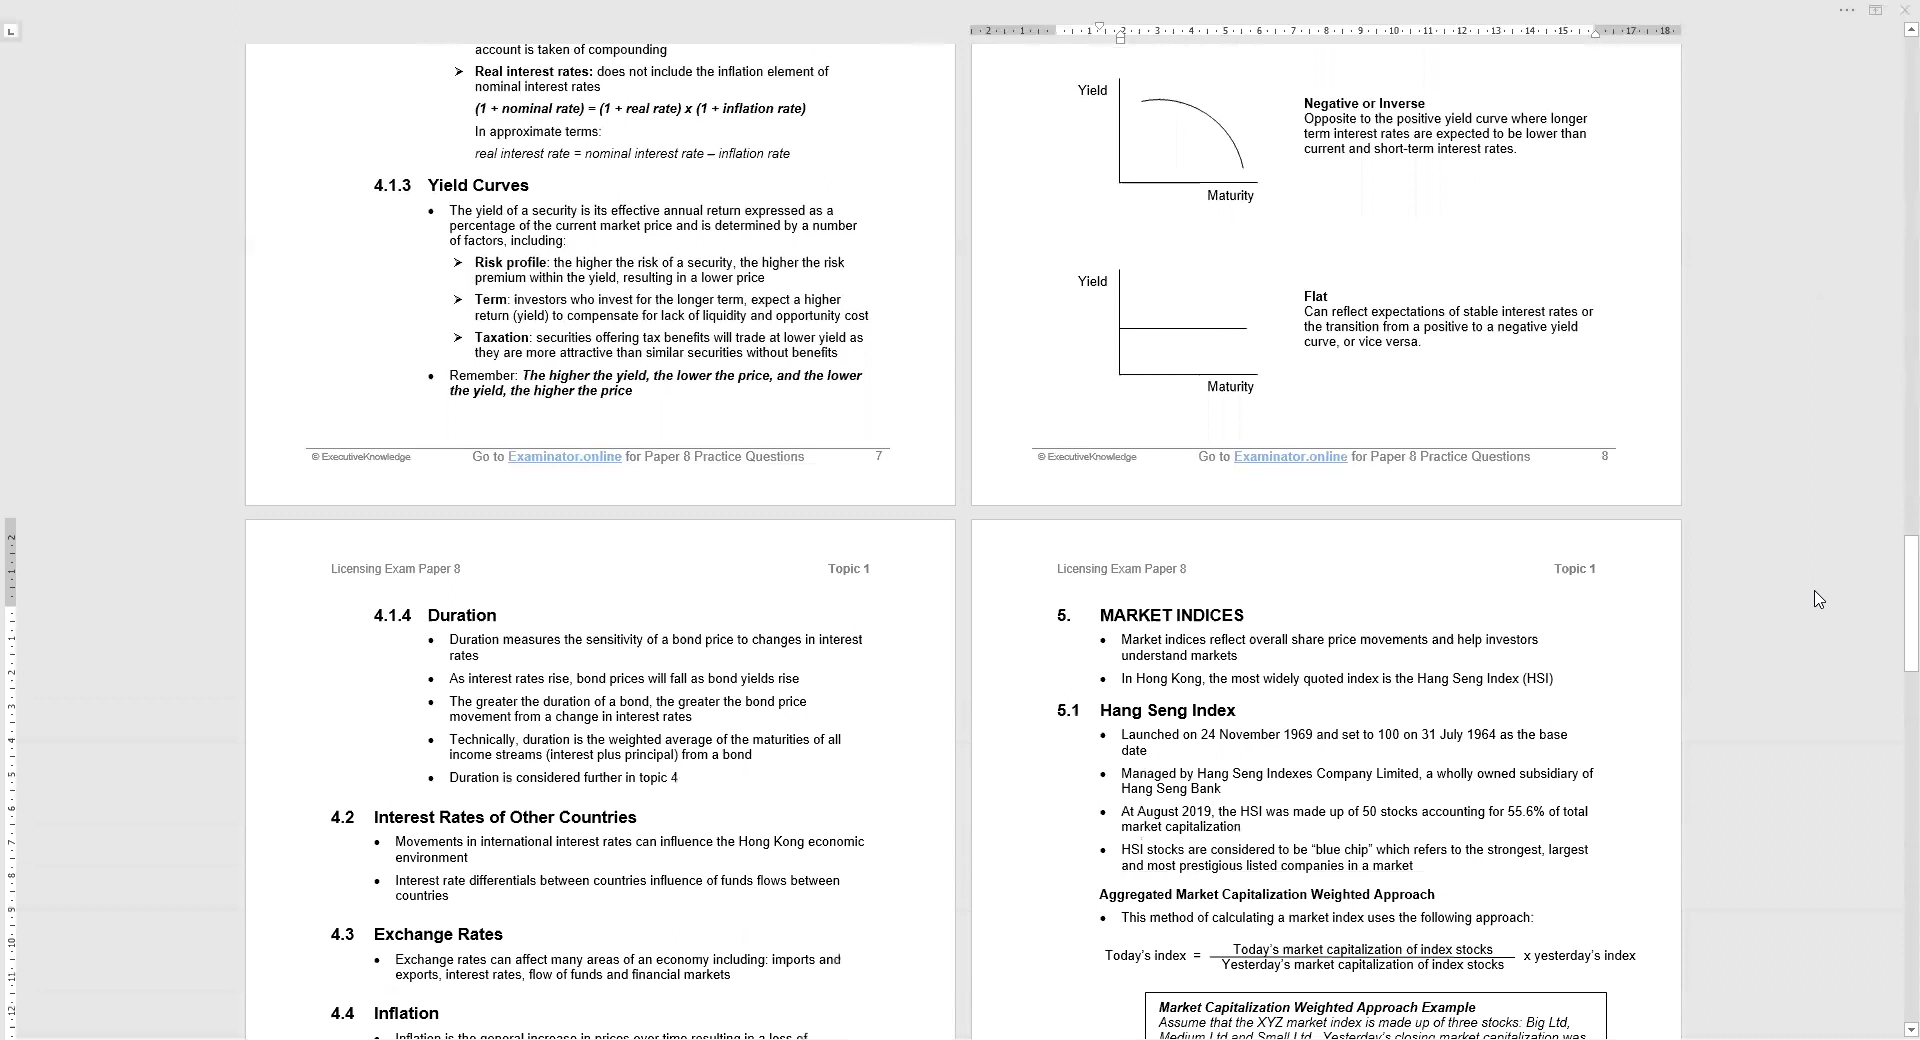 account is taken of compounding
➢ Real interest rates: does not include the inflation element of
nominal interest rates
(1 + nominal rate) = (1 + real rate) x (1 + inflation rate)
In approximate terms:
real interest rate = nominal interest rate – inflation rate
4.1.3 Yield Curves
• The yield of a security is its effective annual return expressed as a
percentage of the current market price and is determined by a number
of factors, including:
➢ Risk profile: the higher the risk of a security, the higher the risk
premium within the yield, resulting in a lower price
➢ Term: investors who invest for the longer term, expect a higher
return (yield) to compensate for lack of liquidity and opportunity cost
➢ Taxation: securities offering tax benefits will trade at lower yield as
they are more attractive than similar securities without benefits
• Remember: The higher the yield, the lower the price, and the lower
the yield, the higher the price
© ExecutiveKnowledge Go to Examinator.online for Paper 8 Practice Questions 7
Yield
Maturity
Negative or Inverse
Opposite to the positive yield curve where longer
term interest rates are expected to be lower than
current and short-term interest rates.
Yield
Maturity
Flat
Can reflect expectations of stable interest rates or
the transition from a positive to a negative yield
curve, or vice versa.
© ExecutiveKnowledge Go to Examinator.online for Paper 8 Practice Questions 8
Licensing Exam Paper 8 Topic 1
4.1.4 Duration
• Duration measures the sensitivity of a bond price to changes in interest
rates
• As interest rates rise, bond prices will fall as bond yields rise
• The greater the duration of a bond, the greater the bond price
movement from a change in interest rates
• Technically, duration is the weighted average of the maturities of all
income streams (interest plus principal) from a bond
• Duration is considered further in topic 4
4.2 Interest Rates of Other Countries
• Movements in international interest rates can influence the Hong Kong economic
environment
• Interest rate differentials between countries influence of funds flows between
countries
4.3 Exchange Rates
• Exchange rates can affect many areas of an economy including: imports and
exports, interest rates, flow of funds and financial markets
4.4 Inflation
• Inflation is the general increase in prices over time resulting in a loss of
Licensing Exam Paper 8 Topic 1
5. MARKET INDICES
• Market indices reflect overall share price movements and help investors
understand markets
• In Hong Kong, the most widely quoted index is the Hang Seng Index (HSI)
5.1 Hang Seng Index
• Launched on 24 November 1969 and set to 100 on 31 July 1964 as the base
date
• Managed by Hang Seng Indexes Company Limited, a wholly owned subsidiary of
Hang Seng Bank
• At August 2019, the HSI was made up of 50 stocks accounting for 55.6% of total
market capitalization
• HSI stocks are considered to be “blue chip” which refers to the strongest, largest
and most prestigious listed companies in a market
Aggregated Market Capitalization Weighted Approach
• This method of calculating a market index uses the following approach:
Today’s market capitalization of index stocks
Today’s index = x yesterday’s index
Yesterday’s market capitalization of index stocks
Market Capitalization Weighted Approach Example
Assume that the XYZ market index is made up of three stocks: Big Ltd,
Medium Ltd and Small Ltd. Yesterday’s closing market capitalization was